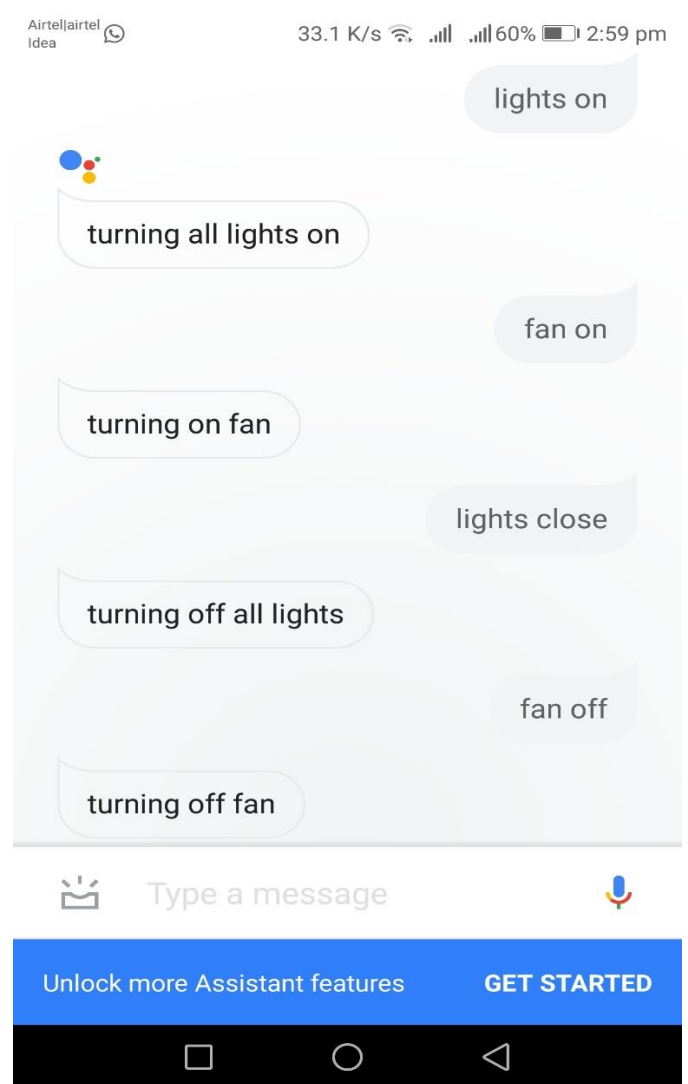 Airtel|airtel
Idea
33.1 K/s 60% 2:59 pm
lights on
turning all lights on
fan on
turning on fan
lights close
turning off all lights
fan off
turning off fan
Type a message
Unlock more Assistant features GET STARTED